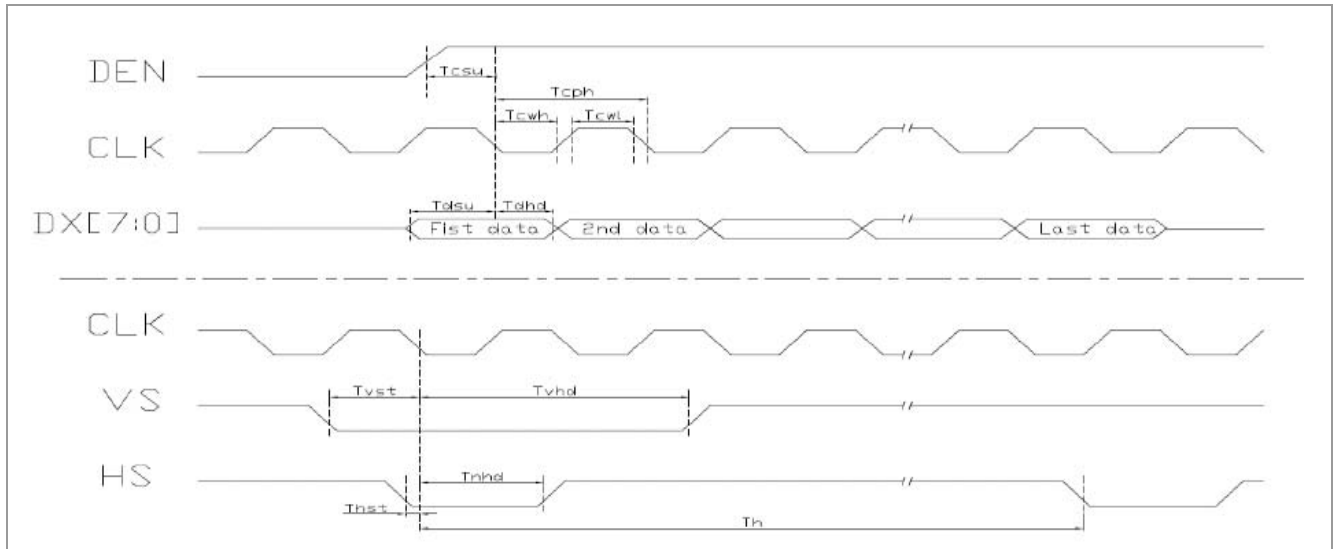 DEN
Tcsu
Tcph
Tcwh
Tcwl
CLK
Tdsu
Tdhd
DX[7:0]
Fist data
2nd data
Last data
CLK
Tvst
Tvhd
VS
HS
Thhd
Thst
Th